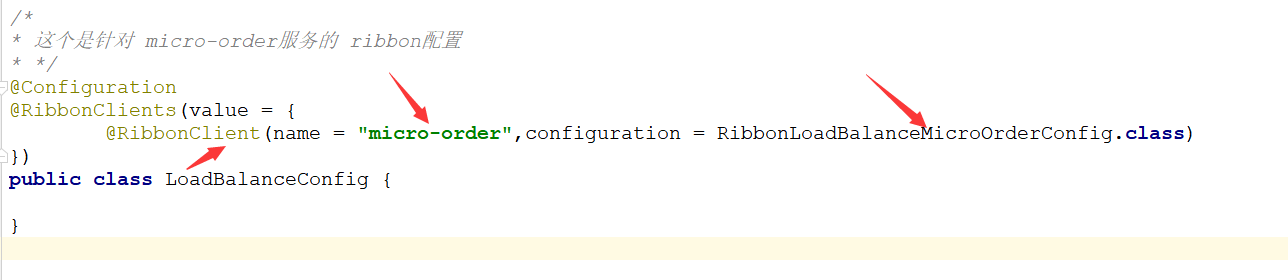 /*
* 这个是针对 micro-order服务的 ribbon配置
* */
@Configuration
@RibbonClients(value = {
@RibbonClient(name = "micro-order",configuration = RibbonLoadBalanceMicroOrderConfig.class)
})
public class LoadBalanceConfig {
}